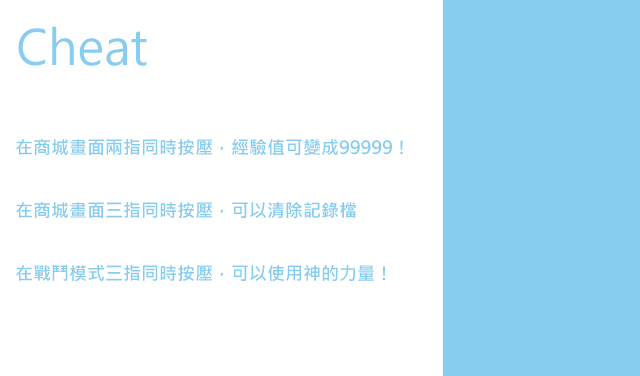 Cheat
在商城畫面兩指同時按壓，經驗值可變成99999！
在商城畫面三指同時按壓，可以清除記錄檔
在戰鬥模式三指同時按壓，可以使用神的力量！